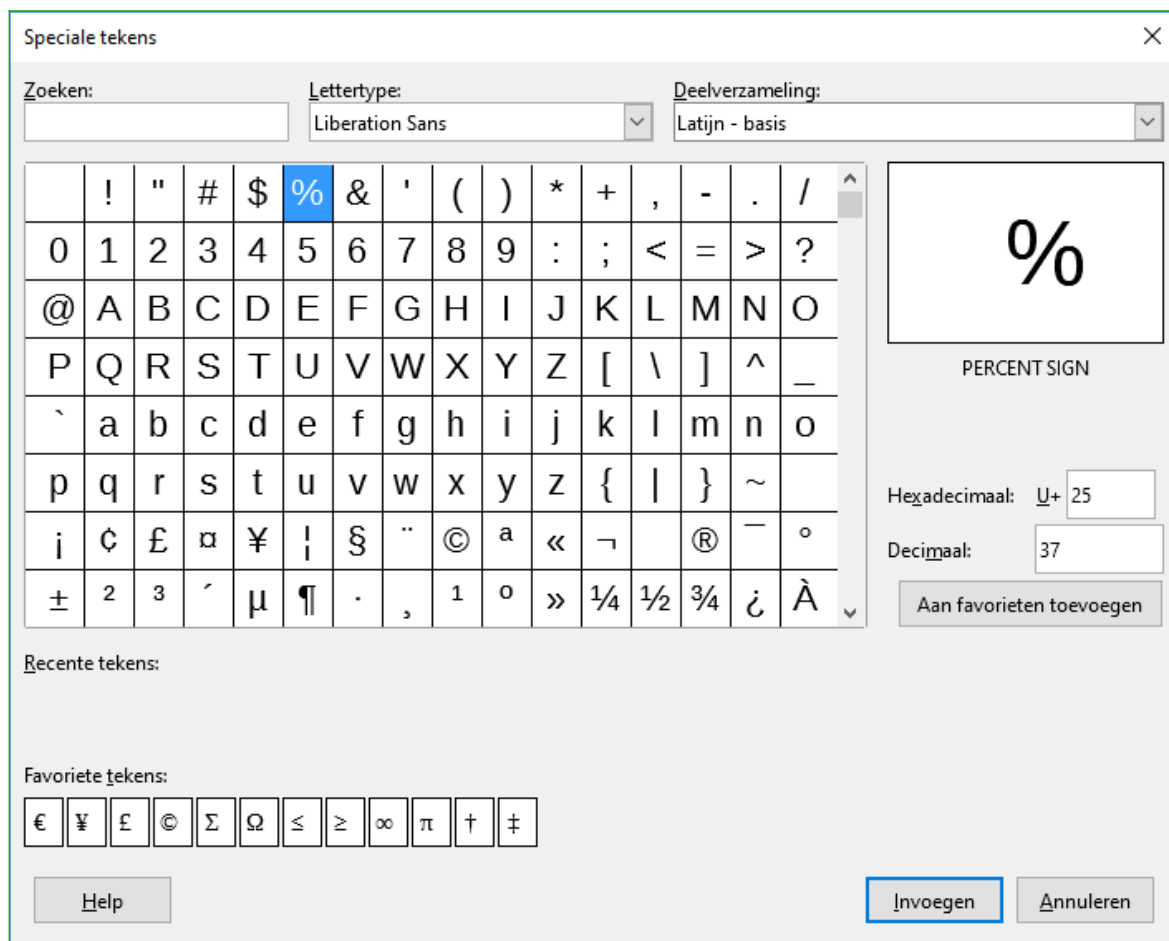 Speciale tekens
Zoeken: Lettertype: Deelverzameling:
Liberation Sans Latijn - basis
! " # $ % & ' ( ) * + , - . /
0 1 2 3 4 5 6 7 8 9 : ; < = > ?
@ A B C D E F G H I J K L M N O
P Q R S T U V W X Y Z [ \ ] ^ _
` a b c d e f g h i j k l m n o
p q r s t u v w x y z { | } ~
¡ ¢ £ ¤ ¥ ¦ § ¨ © ª « ¬ ® ¯ °
± ² ³ ´ µ ¶ · ¸ ¹ º » ¼ ½ ¾ ¿ À
%
PERCENT SIGN
Hexadecimaal: U+ 25
Decimaal: 37
Aan favorieten toevoegen
Recente tekens:
Favoriete tekens:
€ ¥ £ © Σ Ω ≤ ≥ ∞ π † ‡
Help Invoegen Annuleren